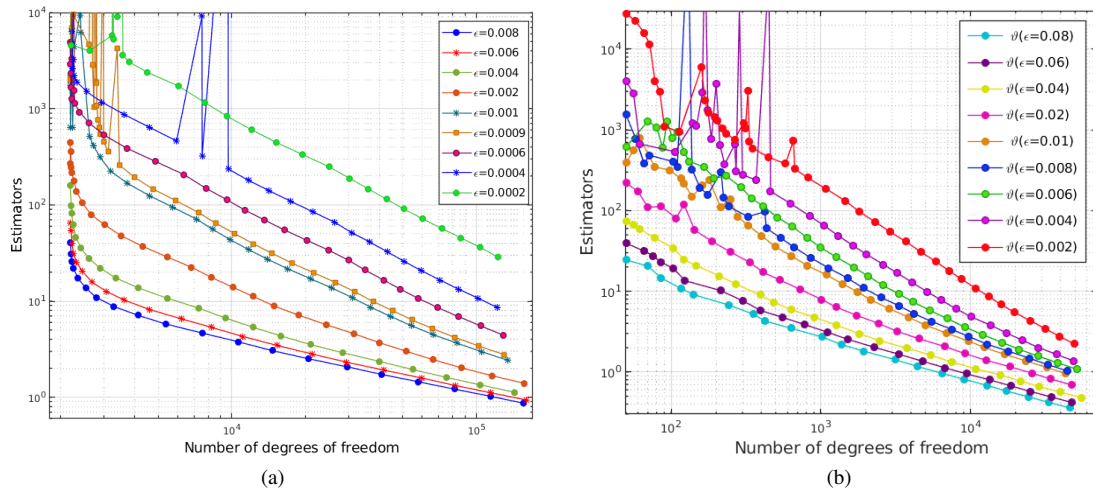 10^4
10^3
10^2
10^1
10^0
Estimators
10^4
10^5
Number of degrees of freedom
ϵ=0.008
ϵ=0.006
ϵ=0.004
ϵ=0.002
ϵ=0.001
ϵ=0.0009
ϵ=0.0006
ϵ=0.0004
ϵ=0.0002
(a)
10^4
10^3
10^2
10^1
10^0
Estimators
10^2
10^3
10^4
Number of degrees of freedom
ϑ(ϵ=0.08)
ϑ(ϵ=0.06)
ϑ(ϵ=0.04)
ϑ(ϵ=0.02)
ϑ(ϵ=0.01)
ϑ(ϵ=0.008)
ϑ(ϵ=0.006)
ϑ(ϵ=0.004)
ϑ(ϵ=0.002)
(b)